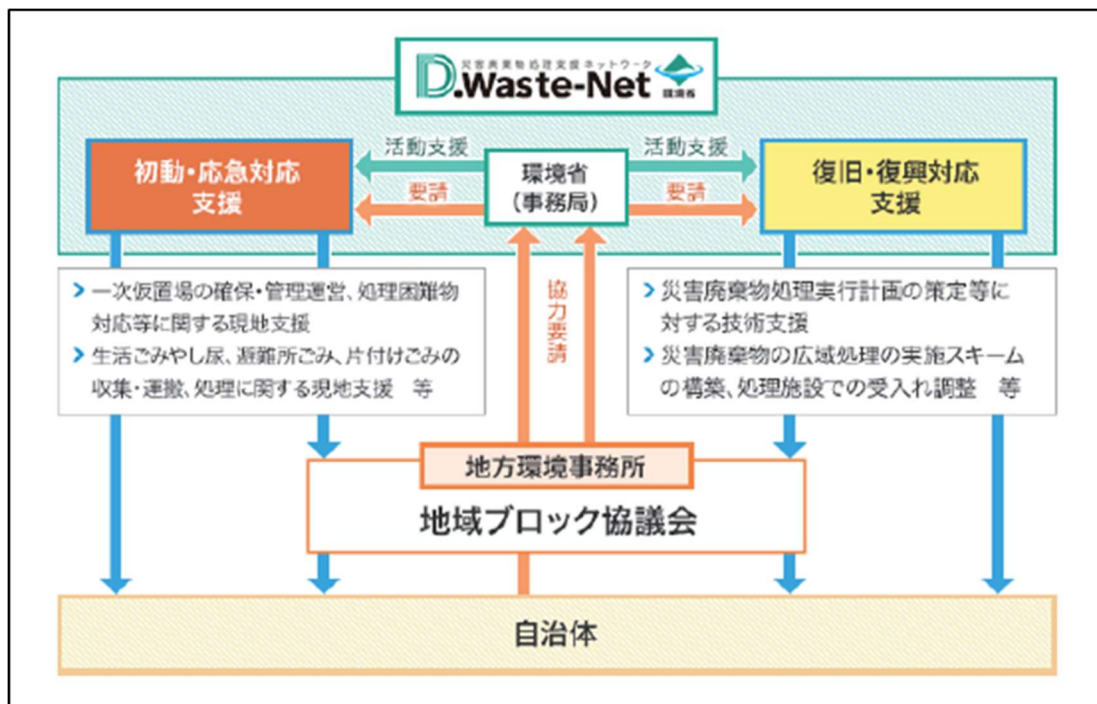 災害廃棄物処理支援ネットワーク
D.Waste-Net
環境省
初動・応急対応
支援
活動支援
要請
環境省
(事務局)
活動支援
要請
復旧・復興対応
支援
一次仮置場の確保・管理運営、処理困難物
対応等に関する現地支援
生活ごみやし尿、避難所ごみ、片付けごみの
収集・運搬、処理に関する現地支援 等
協力要請
災害廃棄物処理実行計画の策定等に
対する技術支援
災害廃棄物の広域処理の実施スキーム
の構築、処理施設での受入れ調整 等
地方環境事務所
地域ブロック協議会
自治体